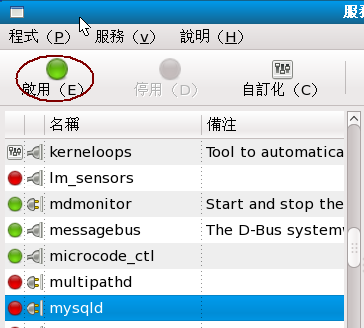 服務
程式（P） 服務（v） 說明（H）
啟用（E） 停用（D） 自訂化（C）
名稱 備注
kerneloops Tool to automatica
lm_sensors
mdmonitor Start and stop the
messagebus The D-Bus system
microcode_ctl
multipathd
mysqld